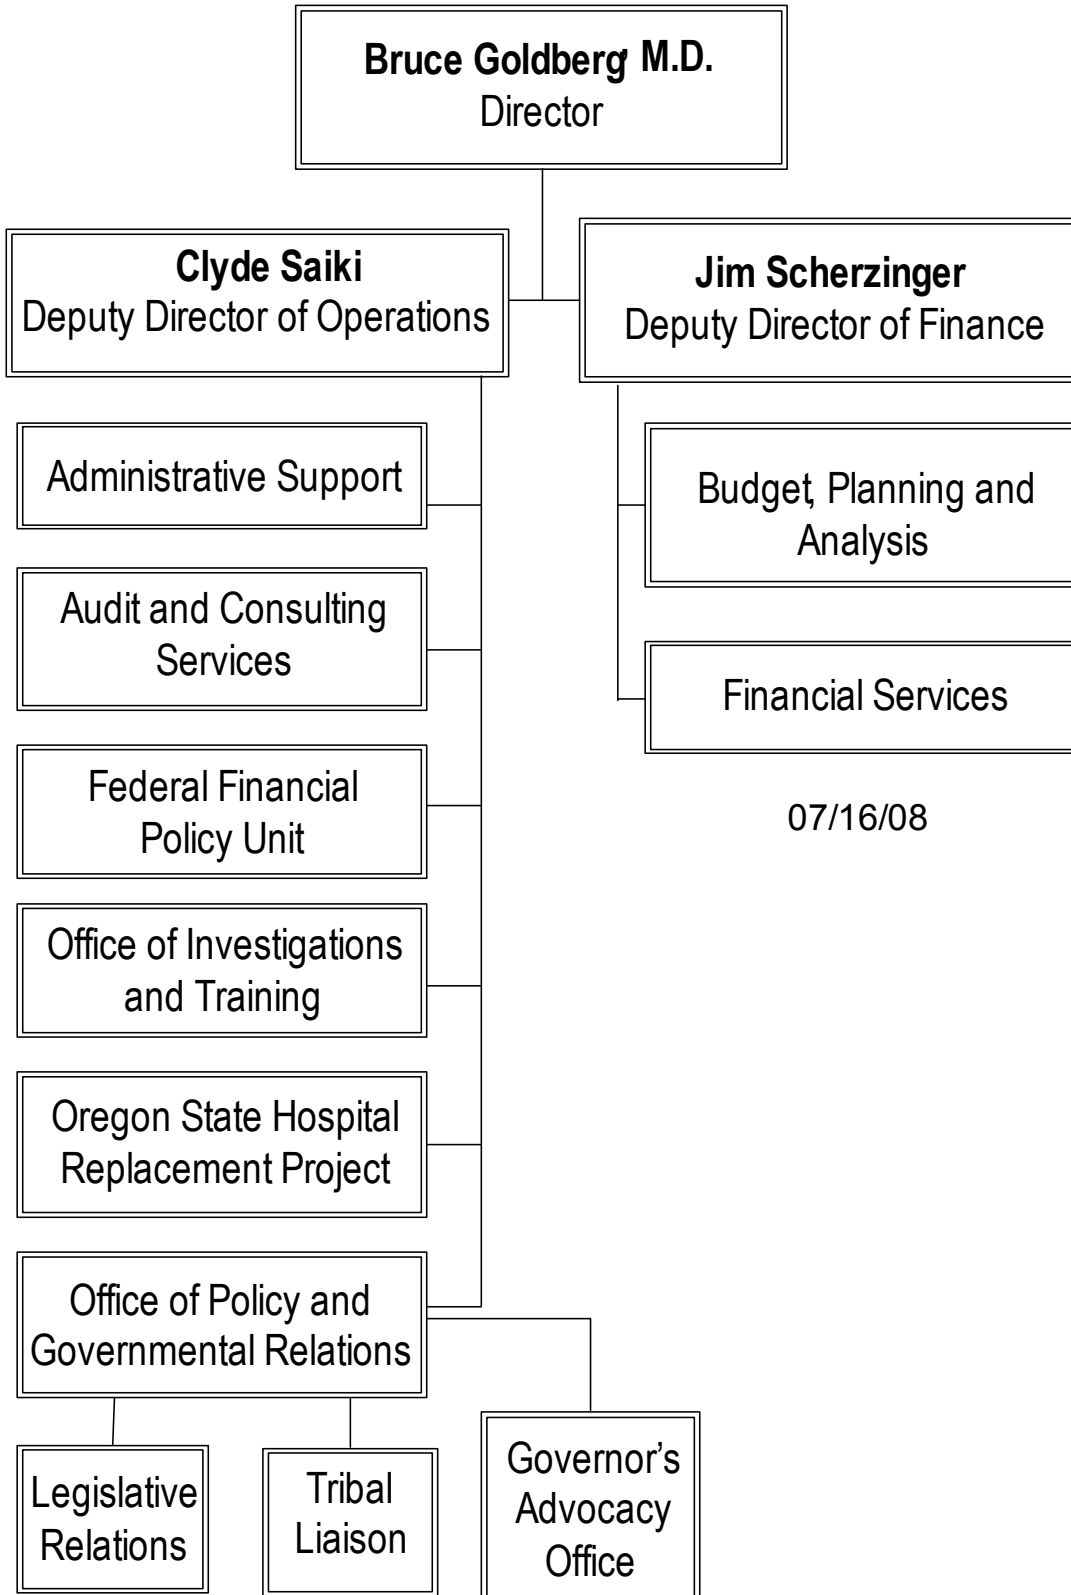 Bruce Goldberg, M.D.
Director
Clyde Saiki
Deputy Director of Operations
Jim Scherzinger
Deputy Director of Finance
Administrative Support
Budget, Planning and
Analysis
Audit and Consulting
Services
Financial Services
Federal Financial
Policy Unit
07/16/08
Office of Investigations
and Training
Oregon State Hospital
Replacement Project
Office of Policy and
Governmental Relations
Legislative
Relations
Tribal
Liaison
Governor’s
Advocacy
Office